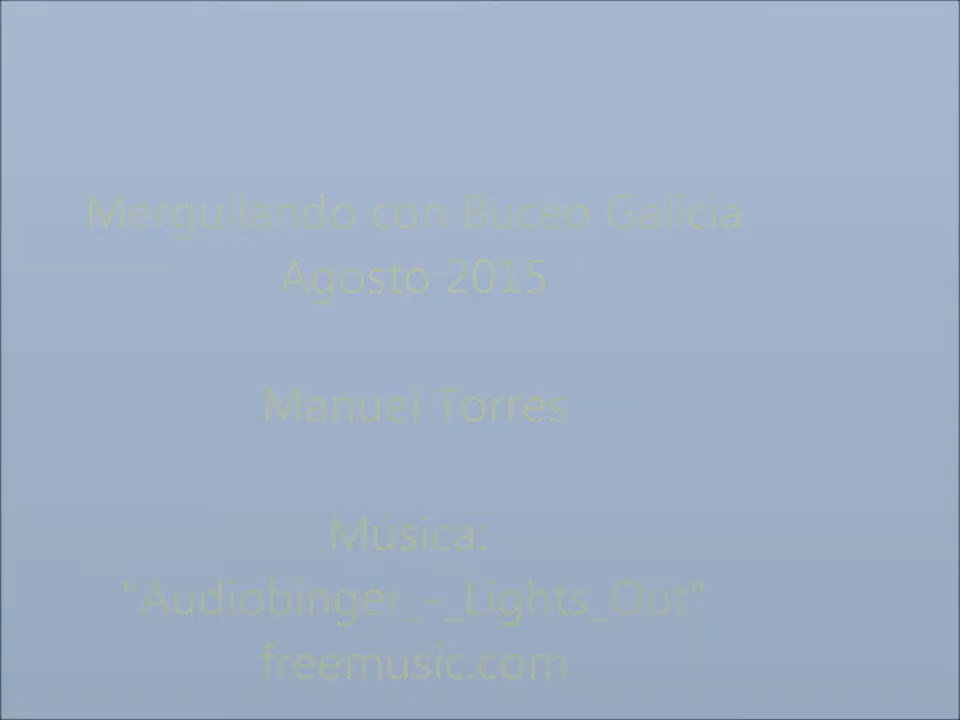 Mergullando con Buceo Galicia
Agosto 2015
Manuel Torres
Música:
"Audiobinger_-_Lights_Out"
freemusic.com